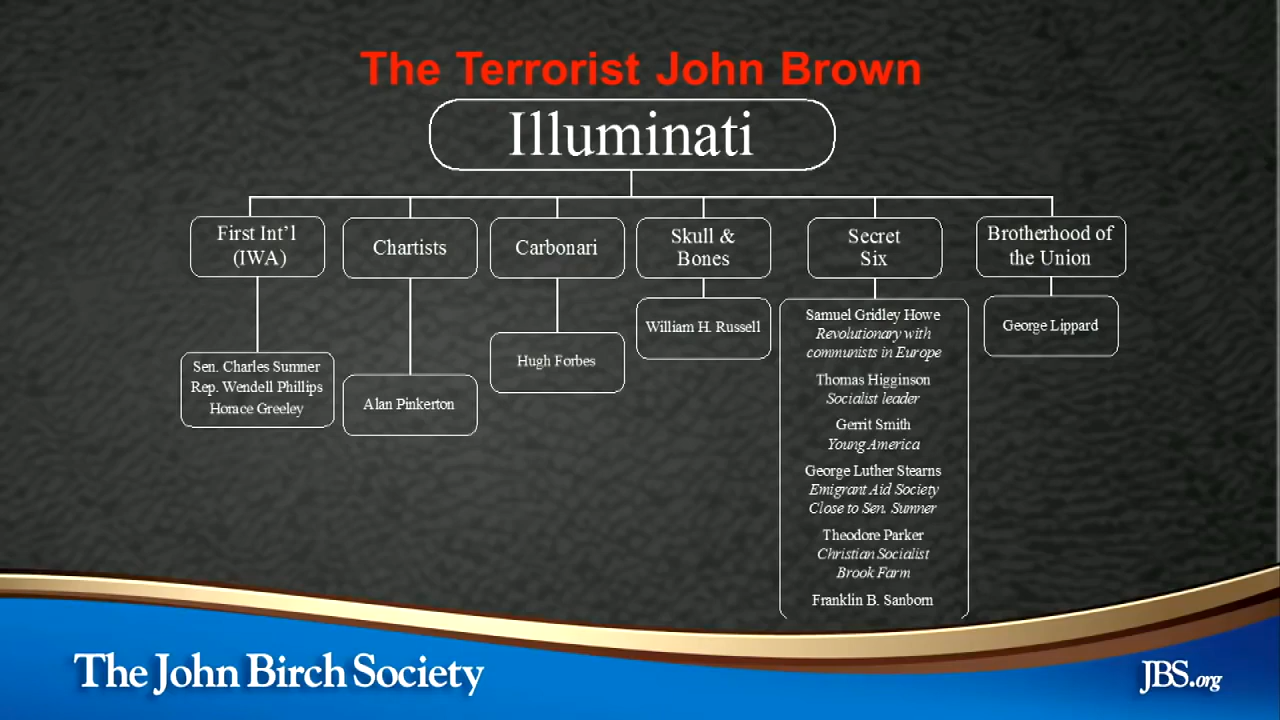 The Terrorist John Brown
Illuminati
First Int'l
(IWA)
Chartists
Carbonari
Skull &
Bones
Secret
Six
Brotherhood of
the Union
Sen. Charles Sumner
Rep. Wendell Phillips
Horace Greeley
Alan Pinkerton
Hugh Forbes
William H. Russell
Samuel Gridley Howe
Revolutionary with
communists in Europe
Thomas Higginson
Socialist leader
Gerrit Smith
Young America
George Luther Stearns
Emigrant Aid Society
Close to Sen. Sumner
Theodore Parker
Christian Socialist
Brook Farm
Franklin B. Sanborn
George Lippard
The John Birch Society
JBS.org